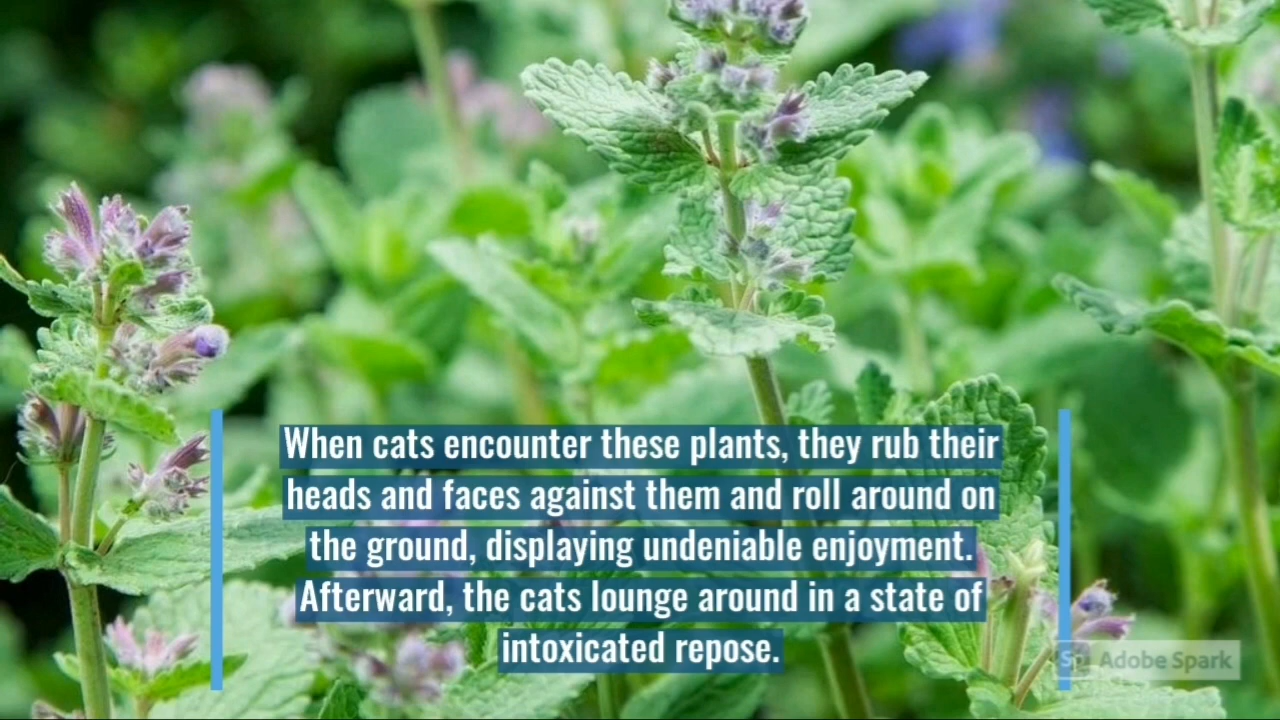 When cats encounter these plants, they rub their
heads and faces against them and roll around on
the ground, displaying undeniable enjoyment.
Afterward, the cats lounge around in a state of
intoxicated repose.
Sp Adobe Spark